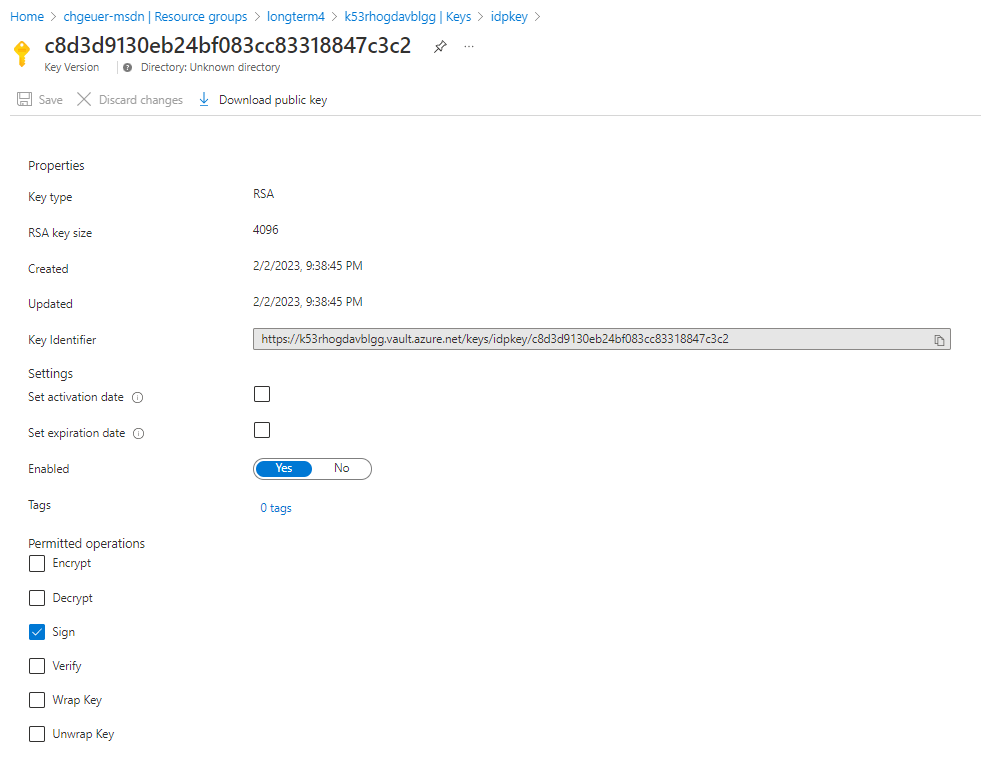 Home > chgeuer-msdn | Resource groups > longterm4 > k53rhogdavblgg | Keys > idpkey >
c8d3d9130eb24bf083cc83318847c3c2 ...
Key Version Directory: Unknown directory
Save Discard changes Download public key
Properties
Key type RSA
RSA key size 4096
Created 2/2/2023, 9:38:45 PM
Updated 2/2/2023, 9:38:45 PM
Key Identifier https://k53rhogdavblgg.vault.azure.net/keys/idpkey/c8d3d9130eb24bf083cc83318847c3c2
Settings
Set activation date
Set expiration date
Enabled Yes No
Tags 0 tags
Permitted operations
Encrypt
Decrypt
Sign
Verify
Wrap Key
Unwrap Key